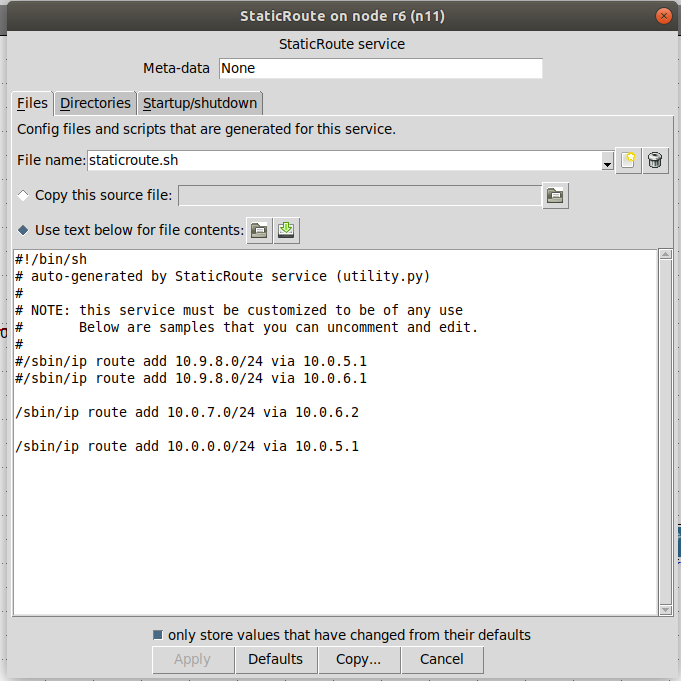 StaticRoute on node r6 (n11)
StaticRoute service
Meta-data None
Files Directories Startup/shutdown
Config files and scripts that are generated for this service.
File name: staticroute.sh
Copy this source file:
Use text below for file contents:
#!/bin/sh
# auto-generated by StaticRoute service (utility.py)
#
# NOTE: this service must be customized to be of any use
#       Below are samples that you can uncomment and edit.
#
#/sbin/ip route add 10.9.8.0/24 via 10.0.5.1
#/sbin/ip route add 10.9.8.0/24 via 10.0.6.1
/sbin/ip route add 10.0.7.0/24 via 10.0.6.2
/sbin/ip route add 10.0.0.0/24 via 10.0.5.1
only store values that have changed from their defaults
Apply Defaults Copy... Cancel